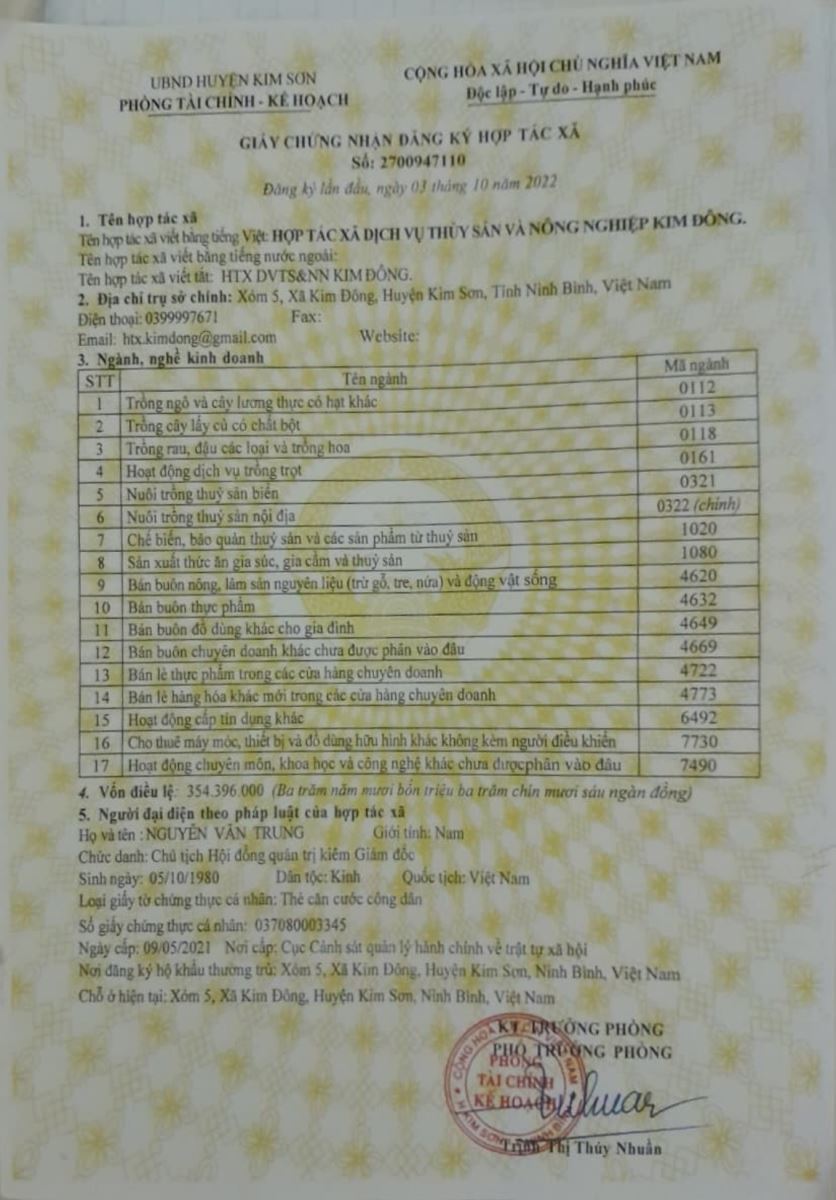 UBND HUYỆN KIM SƠN
PHÒNG TÀI CHÍNH - KẾ HOẠCH
CỘNG HÒA XÃ HỘI CHỦ NGHĨA VIỆT NAM
Độc lập - Tự do - Hạnh phúc
GIẤY CHỨNG NHẬN ĐĂNG KÝ HỢP TÁC XÃ
Số: 2700947110
Đăng ký lần đầu, ngày 03 tháng 10 năm 2022
1. Tên hợp tác xã
Tên hợp tác xã viết bằng tiếng Việt: HỢP TÁC XÃ DỊCH VỤ THỦY SẢN VÀ NÔNG NGHIỆP KIM ĐÔNG.
Tên hợp tác xã viết bằng tiếng nước ngoài:
Tên hợp tác xã viết tắt: HTX DVTS&NN KIM ĐÔNG.
2. Địa chỉ trụ sở chính: Xóm 5, Xã Kim Đông, Huyện Kim Sơn, Tỉnh Ninh Bình, Việt Nam
Điện thoại: 0399997671 Fax:
Email: htx.kimdong@gmail.com Website:
3. Ngành, nghề kinh doanh
STT Tên ngành Mã ngành
1 Trồng ngô và cây lương thực có hạt khác 0112
2 Trồng cây lấy củ có chất bột 0113
3 Trồng rau, đậu các loại và trồng hoa 0118
4 Hoạt động dịch vụ trồng trọt 0161
5 Nuôi trồng thuỷ sản biển 0321
6 Nuôi trồng thuỷ sản nội địa 0322 (chính)
7 Chế biến, bảo quản thuỷ sản và các sản phẩm từ thuỷ sản 1020
8 Sản xuất thức ăn gia súc, gia cầm và thuỷ sản 1080
9 Bán buôn nông, lâm sản nguyên liệu (trừ gỗ, tre, nứa) và động vật sống 4620
10 Bán buôn thực phẩm 4632
11 Bán buôn đồ dùng khác cho gia đình 4649
12 Bán buôn chuyên doanh khác chưa được phân vào đâu 4669
13 Bán lẻ thực phẩm trong các cửa hàng chuyên doanh 4722
14 Bán lẻ hàng hóa khác mới trong các cửa hàng chuyên doanh 4773
15 Hoạt động cấp tín dụng khác 6492
16 Cho thuê máy móc, thiết bị và đồ dùng hữu hình khác không kèm người điều khiển 7730
17 Hoạt động chuyên môn, khoa học và công nghệ khác chưa đượcphân vào đâu 7490
4. Vốn điều lệ: 354.396.000 (Ba trăm năm mươi bốn triệu ba trăm chín mươi sáu ngàn đồng)
5. Người đại diện theo pháp luật của hợp tác xã
Họ và tên : NGUYỄN VĂN TRUNG Giới tính: Nam
Chức danh: Chủ tịch Hội đồng quản trị kiêm Giám đốc
Sinh ngày: 05/10/1980 Dân tộc: Kinh Quốc tịch: Việt Nam
Loại giấy tờ chứng thực cá nhân: Thẻ căn cước công dân
Số giấy chứng thực cá nhân: 037080003345
Ngày cấp: 09/05/2021 Nơi cấp: Cục Cảnh sát quản lý hành chính về trật tự xã hội
Nơi đăng ký hộ khẩu thường trú: Xóm 5, Xã Kim Đông, Huyện Kim Sơn, Ninh Bình, Việt Nam
Chỗ ở hiện tại: Xóm 5, Xã Kim Đông, Huyện Kim Sơn, Ninh Bình, Việt Nam
KT. TRƯỞNG PHÒNG
PHÓ TRƯỞNG PHÒNG
PHÒNG
TÀI CHÍNH
KẾ HOẠCH
Trịnh Thị Thúy Nhuần